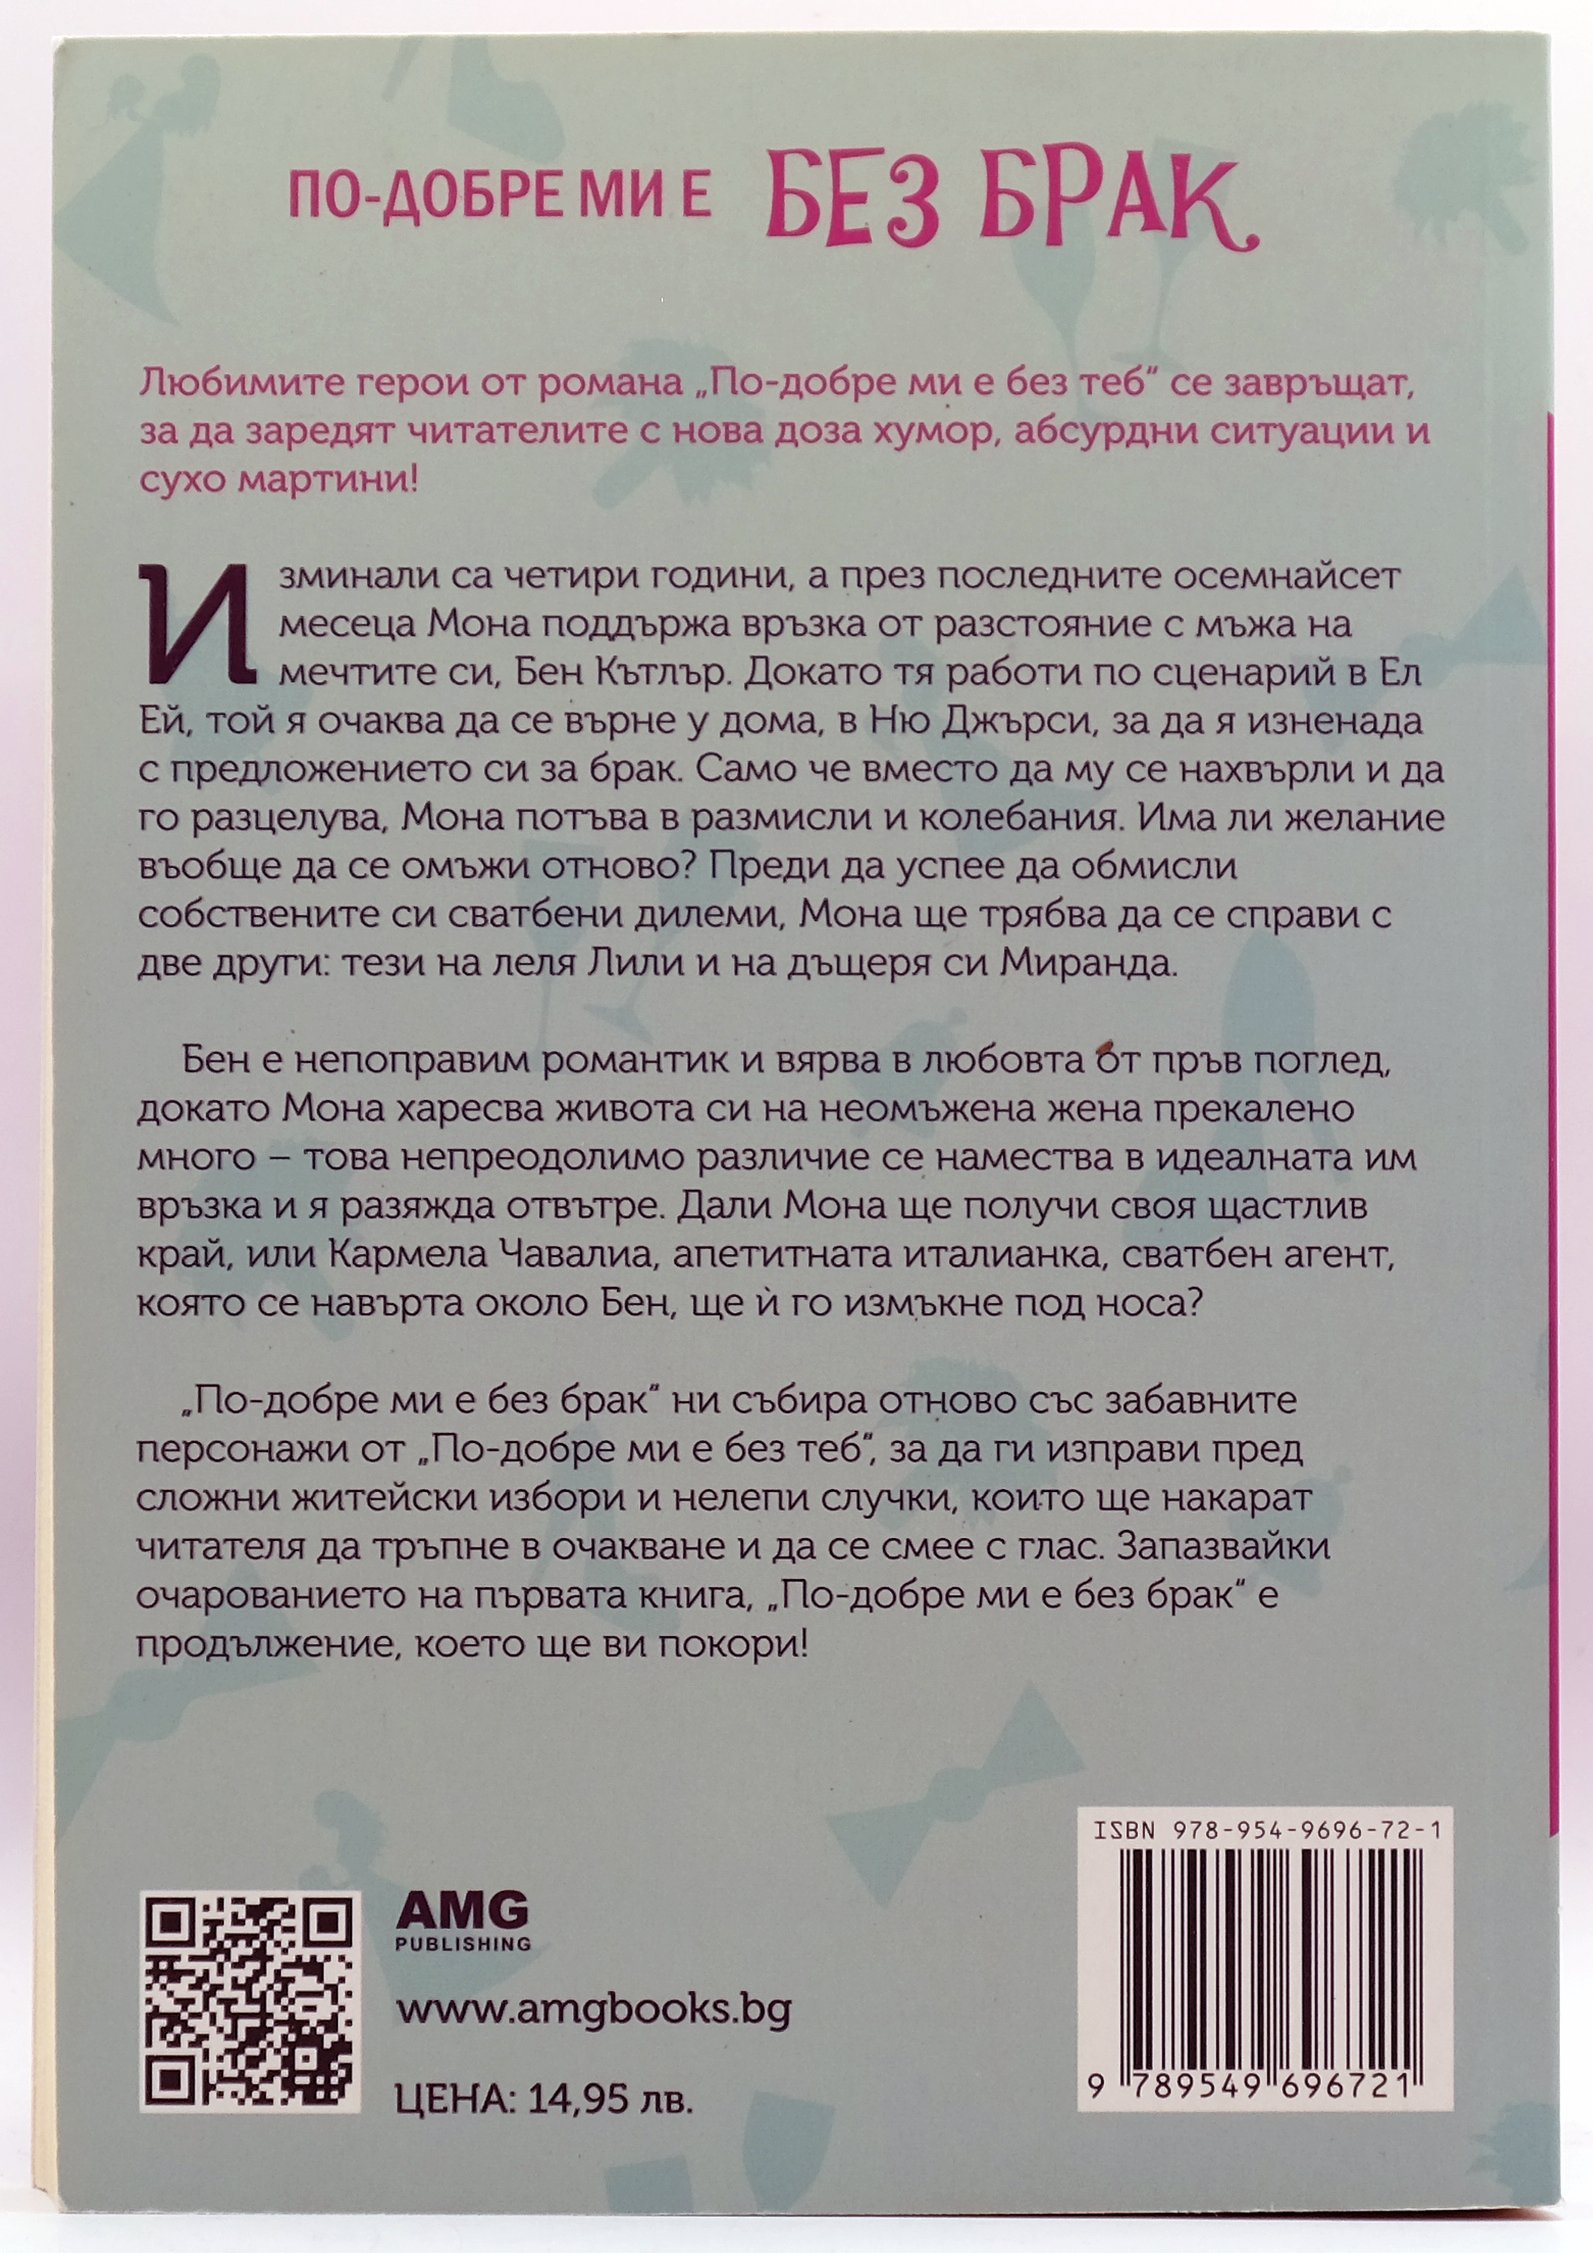 ПО-ДОБРЕ МИ Е БЕЗ БРАК
Любимите герои от романа „По-добре ми е без теб“ се завръщат,
за да заредят читателите с нова доза хумор, абсурдни ситуации и
сухо мартини!
Изминали са четири години, а през последните осемнайсет
месеца Мона поддържа връзка от разстояние с мъжа на
мечтите си, Бен Кътлър. Докато тя работи по сценарий в Ел
Ей, той я очаква да се върне у дома, в Ню Джърси, за да я изненада
с предложението си за брак. Само че вместо да му се нахвърли и да
го разцелува, Мона потъва в размисли и колебания. Има ли желание
въобще да се омъжи отново? Преди да успее да обмисли
собствените си сватбени дилеми, Мона ще трябва да се справи с
две други: тези на леля Лили и на дъщеря си Миранда.
Бен е непоправим романтик и вярва в любовта от пръв поглед,
докато Мона харесва живота си на неомъжена жена прекалено
много – това непреодолимо различие се намества в идеалната им
връзка и я разяжда отвътре. Дали Мона ще получи своя щастлив
край, или Кармела Чавалиа, апетитната италианка, сватбен агент,
която се навърта около Бен, ще ѝ го измъкне под носа?
„По-добре ми е без брак“ ни събира отново със забавните
персонажи от „По-добре ми е без теб“, за да ги изправи пред
сложни житейски избори и нелепи случки, които ще накарат
читателя да тръпне в очакване и да се смее с глас. Запазвайки
очарованието на първата книга, „По-добре ми е без брак“ е
продължение, което ще ви покори!
ISBN 978-954-9696-72-1
AMG
PUBLISHING
www.amgbooks.bg
ЦЕНА: 14,95 лв.
9 789549 696721